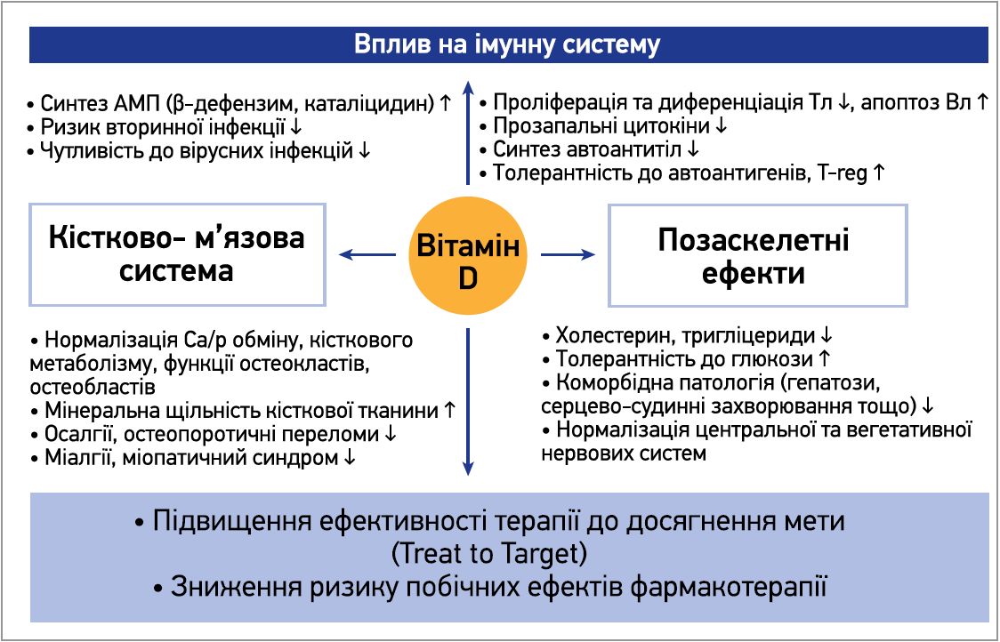 Вплив на імунну систему
• Синтез АМП (β-дефензим, каталіцидин) ↑
• Ризик вторинної інфекції ↓
• Чутливість до вірусних інфекцій ↓
• Проліферація та диференціація Тл ↓, апоптоз Вл ↑
• Прозапальні цитокіни ↓
• Синтез автоантитіл ↓
• Толерантність до автоантигенів, T-reg ↑
Кістково- м’язова
система
Вітамін
D
Позаскелетні
ефекти
• Нормалізація Ca/p обміну, кісткового
метаболізму, функції остеокластів,
остеобластів
• Мінеральна щільність кісткової тканини ↑
• Осалгії, остеопоротичні переломи ↓
• Міалгії, міопатичний синдром ↓
• Холестерин, тригліцериди ↓
• Толерантність до глюкози ↑
• Коморбідна патологія (гепатози,
серцево-судинні захворювання тощо) ↓
• Нормалізація центральної та вегетативної
нервових систем
• Підвищення ефективності терапії до досягнення мети
(Treat to Target)
• Зниження ризику побічних ефектів фармакотерапії